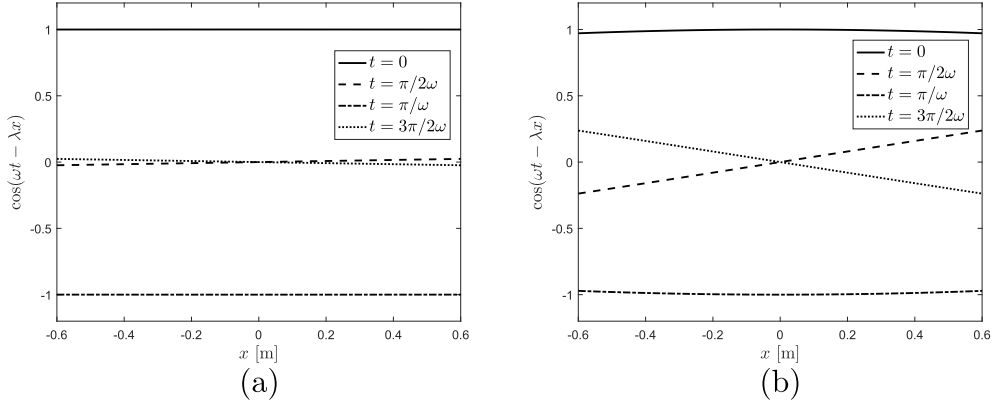 1
0.5
0
-0.5
-1
cos(ωt − λx)
t = 0
t = π/2ω
t = π/ω
t = 3π/2ω
-0.6 -0.4 -0.2 0 0.2 0.4 0.6
x [m]
(a)
1
0.5
0
-0.5
-1
cos(ωt − λx)
t = 0
t = π/2ω
t = π/ω
t = 3π/2ω
-0.6 -0.4 -0.2 0 0.2 0.4 0.6
x [m]
(b)